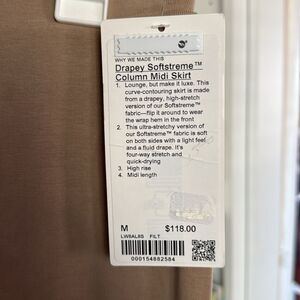 WHY WE MADE THIS
Drapey Softstreme™
Column Midi Skirt
1. Lounge, but make it luxe. This
curve-contouring skirt is made
from a drapey, high-stretch
version of our Softstreme™
fabric—flip it around to wear
the wrap hem in the front
2. This ultra-stretchy version of
our Softstreme™ fabric is soft
on both sides with a light feel
and a fluid drape. It's
four-way stretch and
quick-drying
3. High rise
4. Midi length
M $118.00
LW8AL8S FILT
000154882584